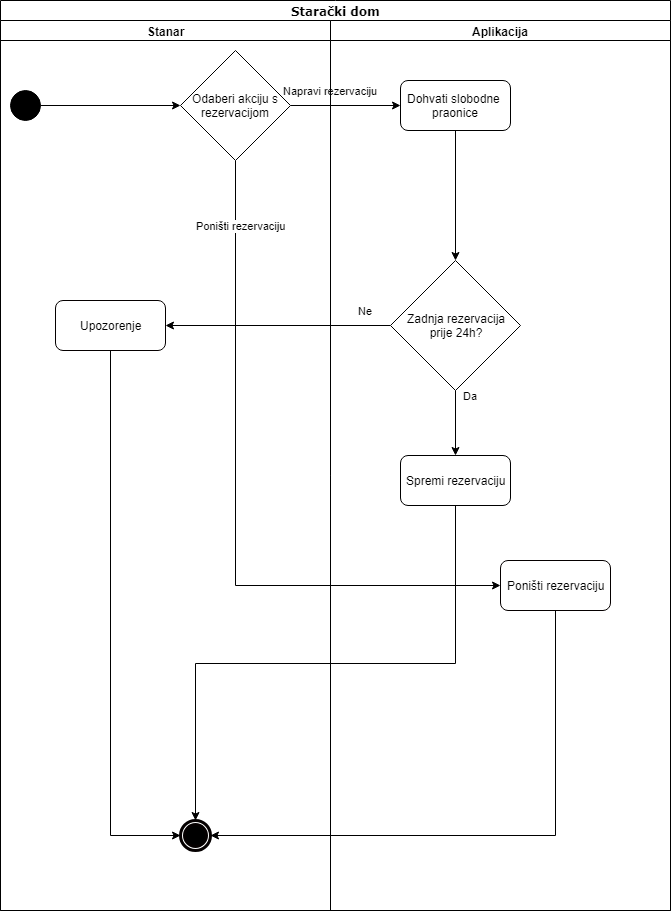 Starački dom
Stanar
Aplikacija
Odaberi akciju s
rezervacijom
Napravi rezervaciju
Dohvati slobodne
praonice
Poništi rezervaciju
Ne
Zadnja rezervacija
prije 24h?
Upozorenje
Da
Spremi rezervaciju
Poništi rezervaciju